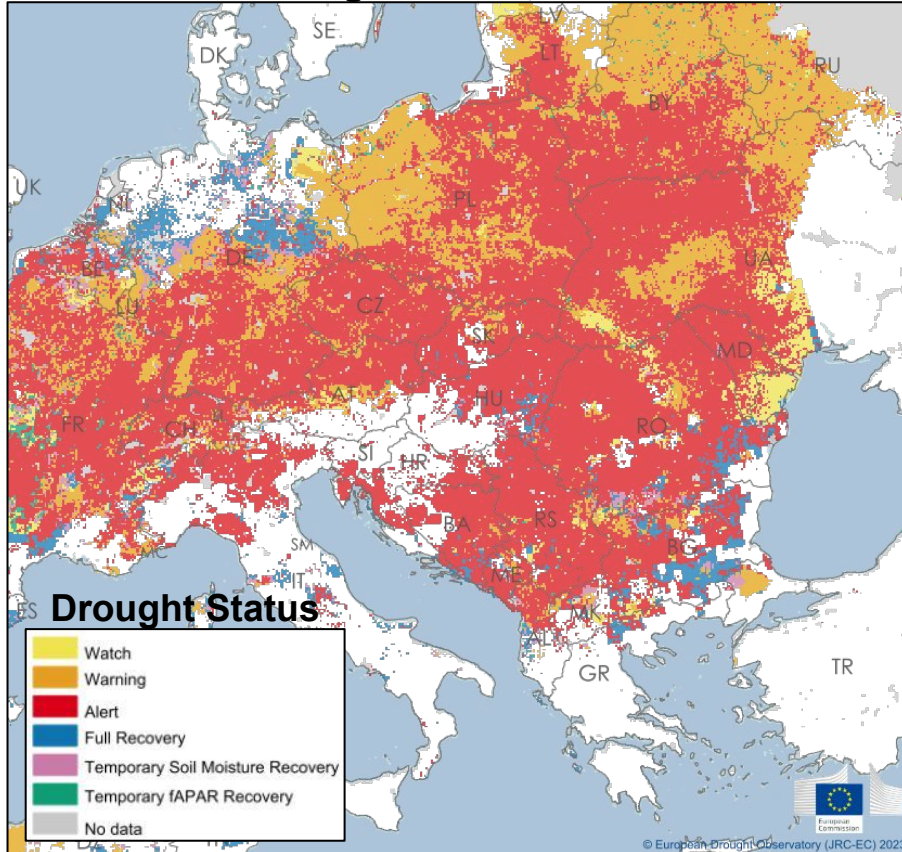 LV
SE
DK
LT
RU
BY
UK
NL
PL
BE
DE
UA
LU
CZ
SK
MD
FR
AT
HU
CH
RO
SI
HR
BA
RS
SM
MC
BG
IT
ME
ES
MK
AL
GR
TR
Drought Status
Watch
Warning
Alert
Full Recovery
Temporary Soil Moisture Recovery
Temporary fAPAR Recovery
No data
DZ
European
Commission
© European Drought Observatory (JRC-EC) 2023